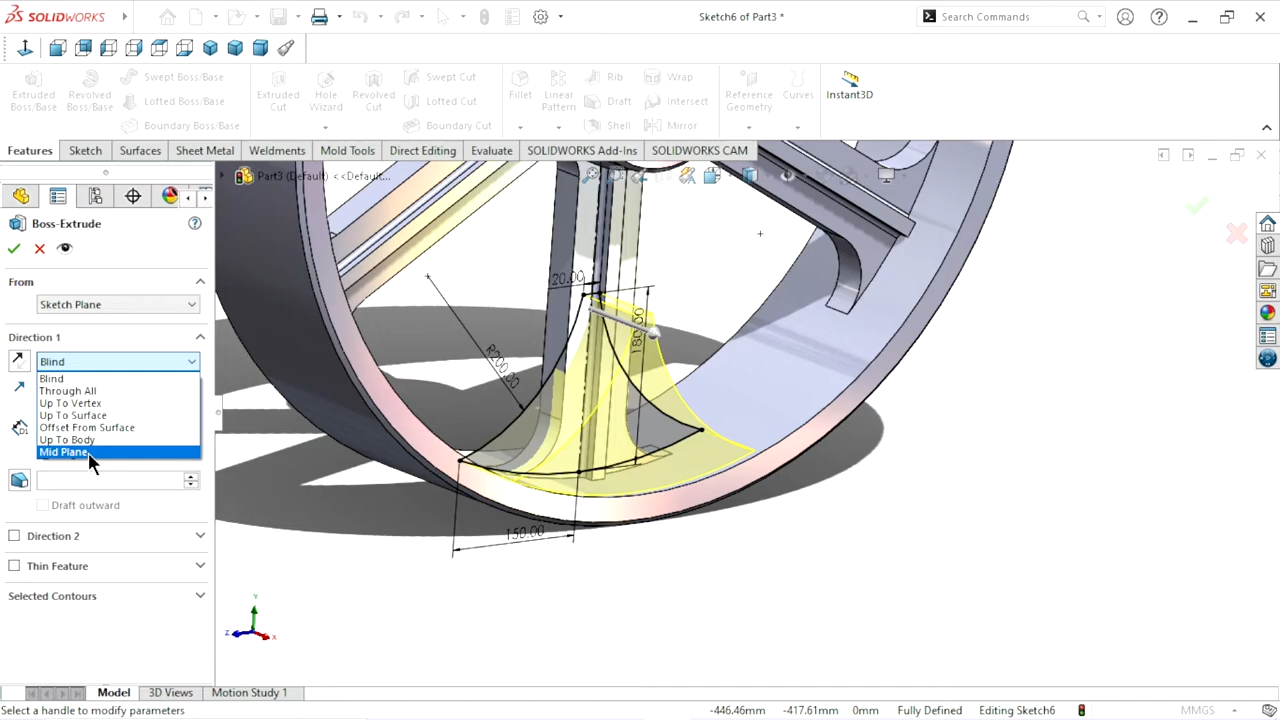 SOLIDWORKS
Sketch6 of Part3 *
Search Commands
Extruded Boss/Base
Revolved Boss/Base
Swept Boss/Base
Lofted Boss/Base
Boundary Boss/Base
Extruded Cut
Hole Wizard
Revolved Cut
Swept Cut
Lofted Cut
Boundary Cut
Fillet
Linear Pattern
Rib
Draft
Shell
Wrap
Intersect
Mirror
Reference Geometry
Curves
Instant3D
Features
Sketch
Surfaces
Sheet Metal
Weldments
Mold Tools
Direct Editing
Evaluate
SOLIDWORKS Add-Ins
SOLIDWORKS CAM
Part3 (Default) <<Default...
Boss-Extrude
From
Sketch Plane
Direction 1
Blind
Blind
Through All
Up To Vertex
Up To Surface
Offset From Surface
Up To Body
Mid Plane
Draft outward
Direction 2
Thin Feature
Selected Contours
20.00
R200.00
150.00
Y
Z
X
Model
3D Views
Motion Study 1
Select a handle to modify parameters
-446.46mm
-417.61mm
0mm
Fully Defined
Editing Sketch6
MMGS